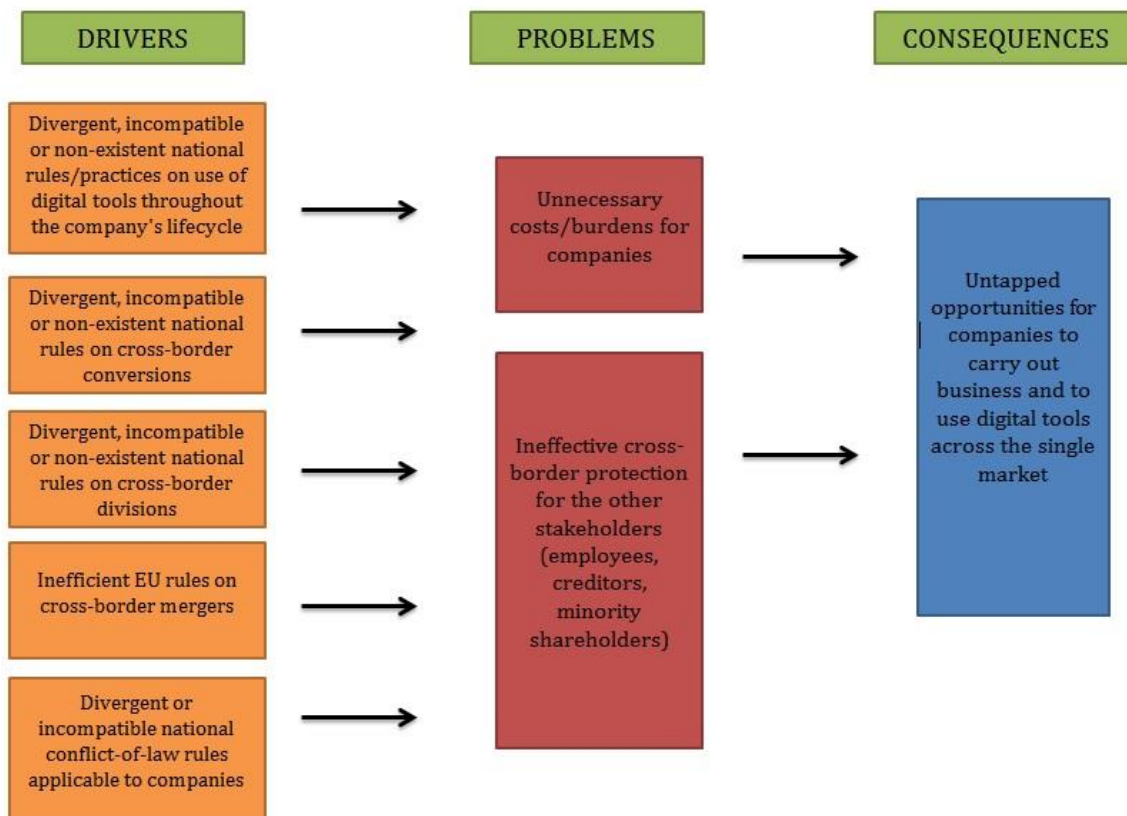 DRIVERS
PROBLEMS
CONSEQUENCES
Divergent, incompatible
or non-existent national
rules/practices on use of
digital tools throughout
the company's lifecycle
Divergent, incompatible
or non-existent national
rules on cross-border
conversions
Divergent, incompatible
or non-existent national
rules on cross-border
divisions
Inefficient EU rules on
cross-border mergers
Divergent or
incompatible national
conflict-of-law rules
applicable to companies
Unnecessary
costs/burdens for
companies
Ineffective cross-
border protection
for the other
stakeholders
(employees,
creditors,
minority
shareholders)
Untapped
opportunities for
companies to
carry out
business and to
use digital tools
across the single
market